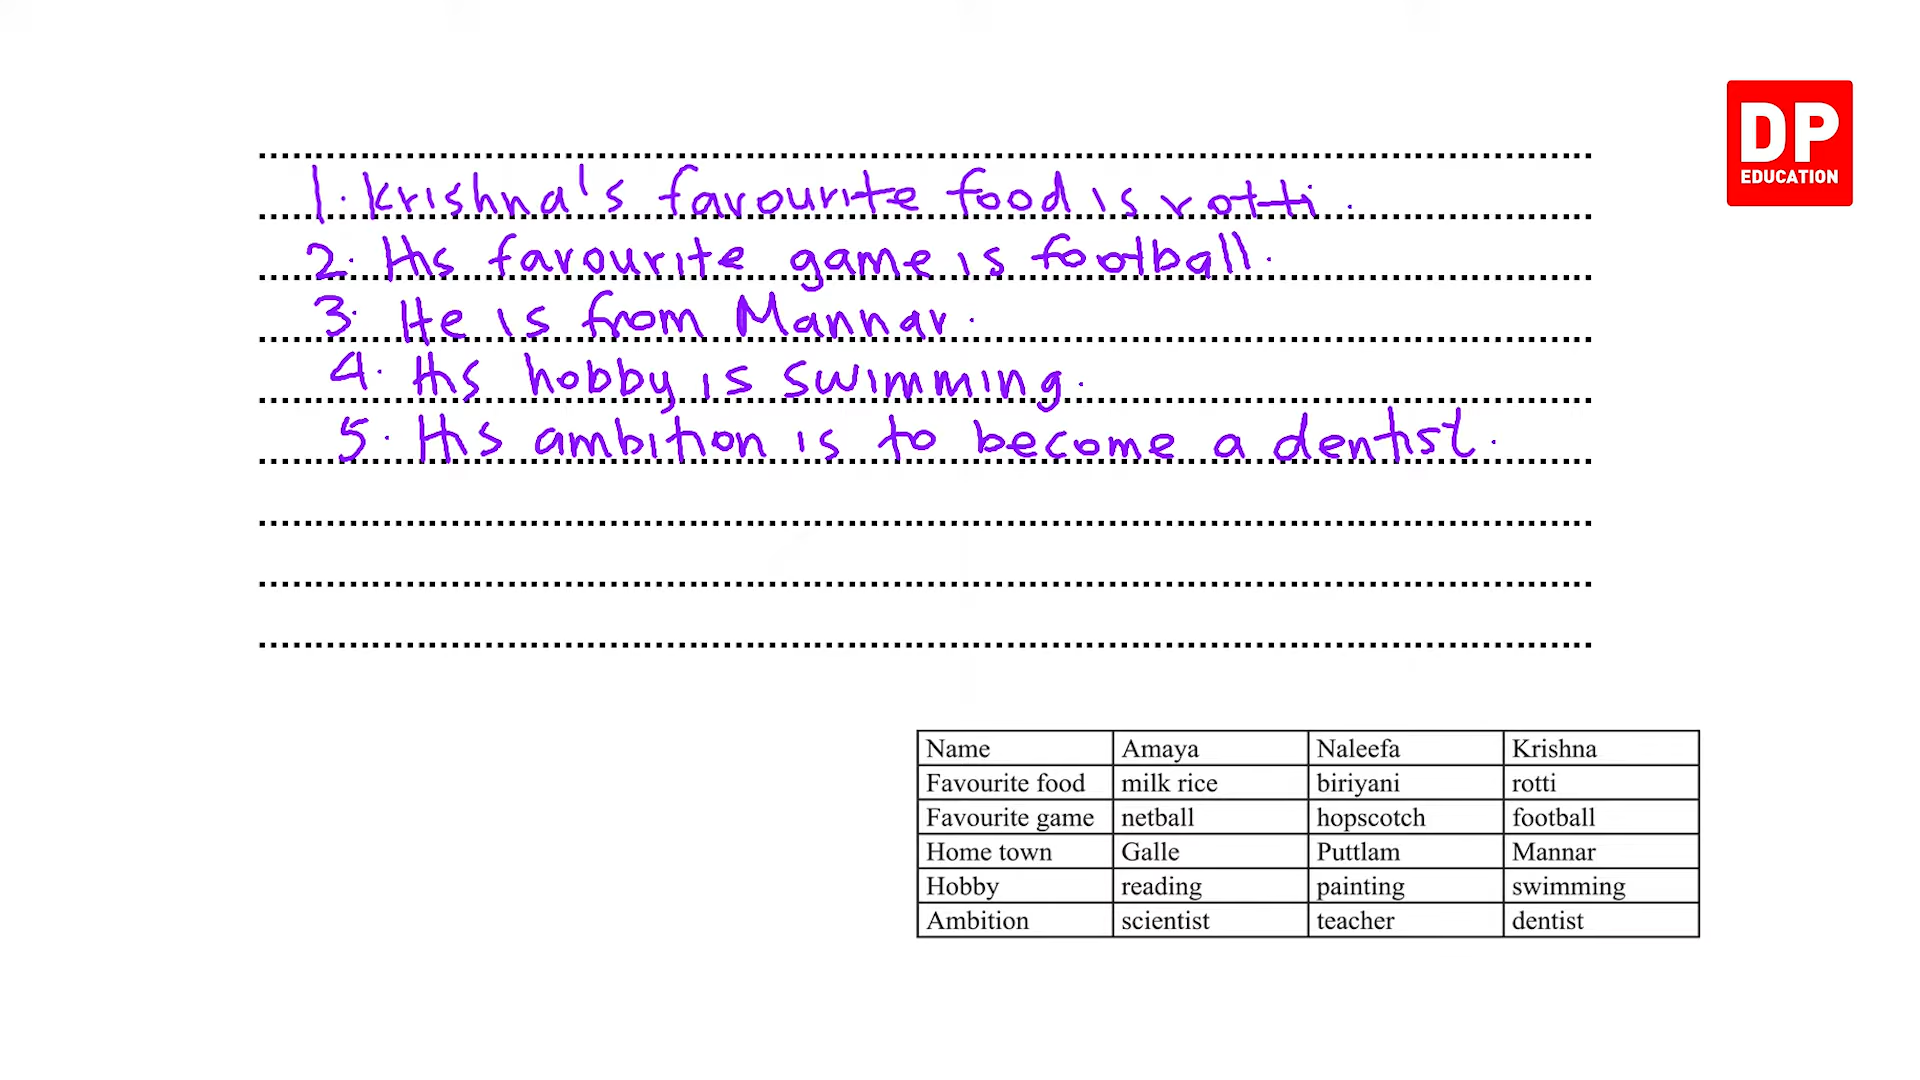 DP
EDUCATION
1. Krishna's favourite food is rotti.
2. His favourite game is football.
3. He is from Mannar.
4. His hobby is swimming.
5. His ambition is to become a dentist.
Name Amaya Naleefa Krishna
Favourite food milk rice biriyani rotti
Favourite game netball hopscotch football
Home town Galle Puttlam Mannar
Hobby reading painting swimming
Ambition scientist teacher dentist